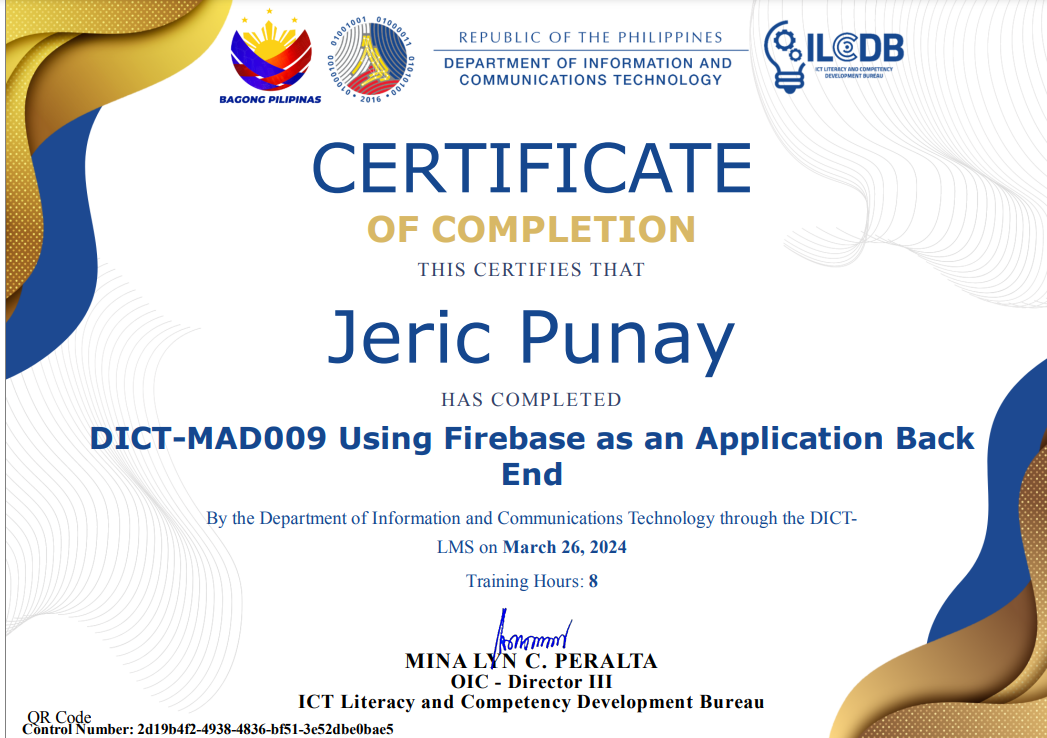 BAGONG PILIPINAS
01001001 01000011 01010100 01000100
• 2016 •
REPUBLIC OF THE PHILIPPINES
DEPARTMENT OF INFORMATION AND
COMMUNICATIONS TECHNOLOGY
ILCDB
ICT LITERACY AND COMPETENCY
DEVELOPMENT BUREAU
CERTIFICATE
OF COMPLETION
THIS CERTIFIES THAT
Jeric Punay
HAS COMPLETED
DICT-MAD009 Using Firebase as an Application Back
End
By the Department of Information and Communications Technology through the DICT-
LMS on March 26, 2024
Training Hours: 8
MINA LYN C. PERALTA
OIC - Director III
ICT Literacy and Competency Development Bureau
QR Code
Control Number: 2d19b4f2-4938-4836-bf51-3e52dbe0bae5